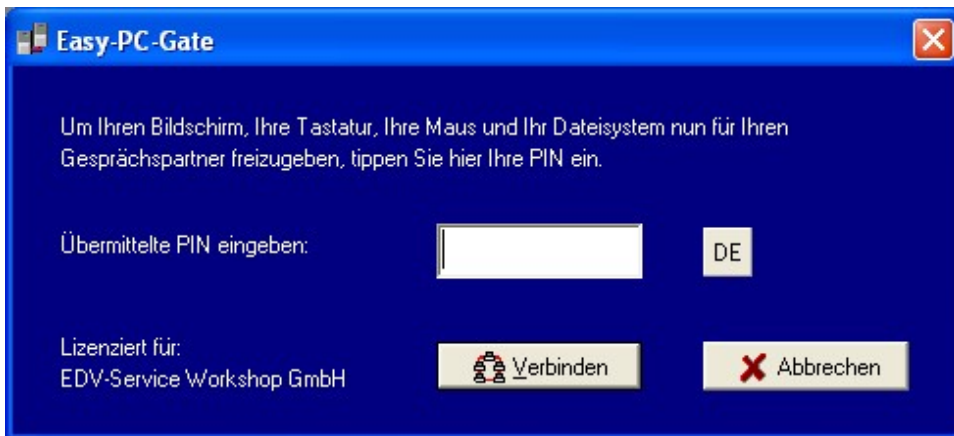 Easy-PC-Gate
Um Ihren Bildschirm, Ihre Tastatur, Ihre Maus und Ihr Dateisystem nun für Ihren
Gesprächspartner freizugeben, tippen Sie hier Ihre PIN ein.
Übermittelte PIN eingeben:
DE
Lizenziert für:
EDV-Service Workshop GmbH
Verbinden
Abbrechen